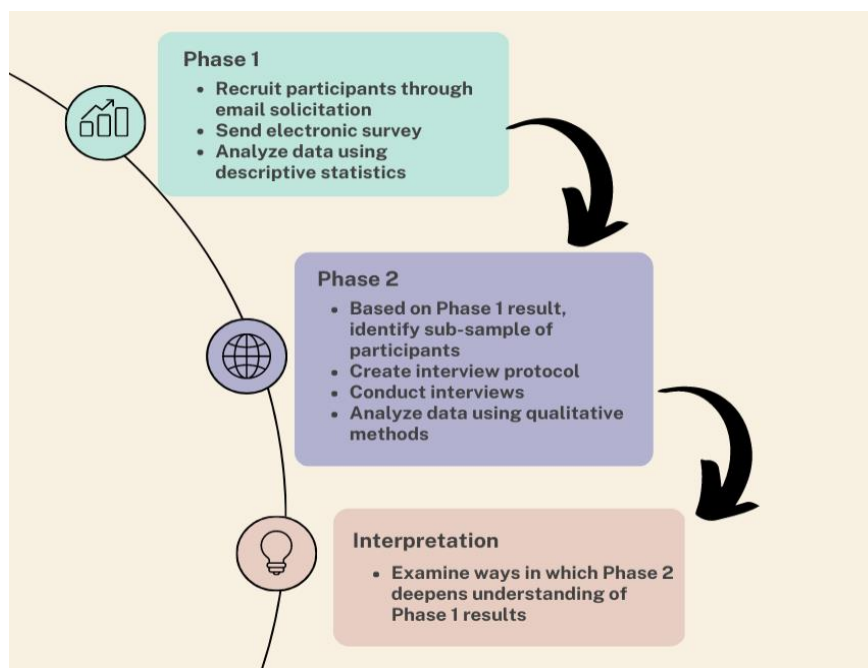 Phase 1
• Recruit participants through
email solicitation
• Send electronic survey
• Analyze data using
descriptive statistics
Phase 2
• Based on Phase 1 result,
identify sub-sample of
participants
• Create interview protocol
• Conduct interviews
• Analyze data using qualitative
methods
Interpretation
• Examine ways in which Phase 2
deepens understanding of
Phase 1 results